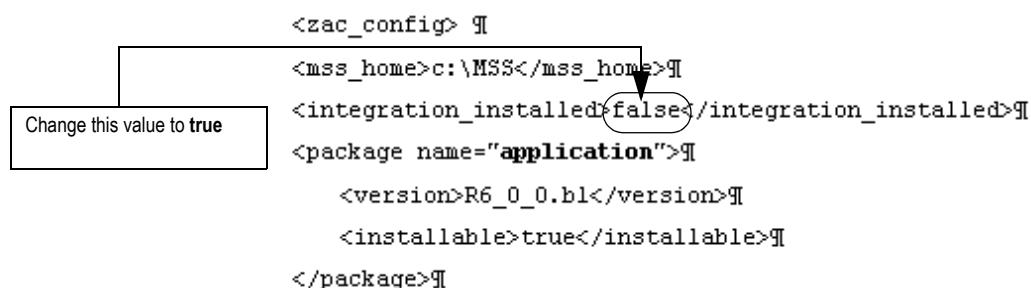 <zac_config> ¶
<mss_home>c:\MSS</mss_home>¶
<integration_installed>false</integration_installed>¶
Change this value to true
<package name="application">¶
<version>R6_0_0.bl</version>¶
<installable>true</installable>¶
</package>¶